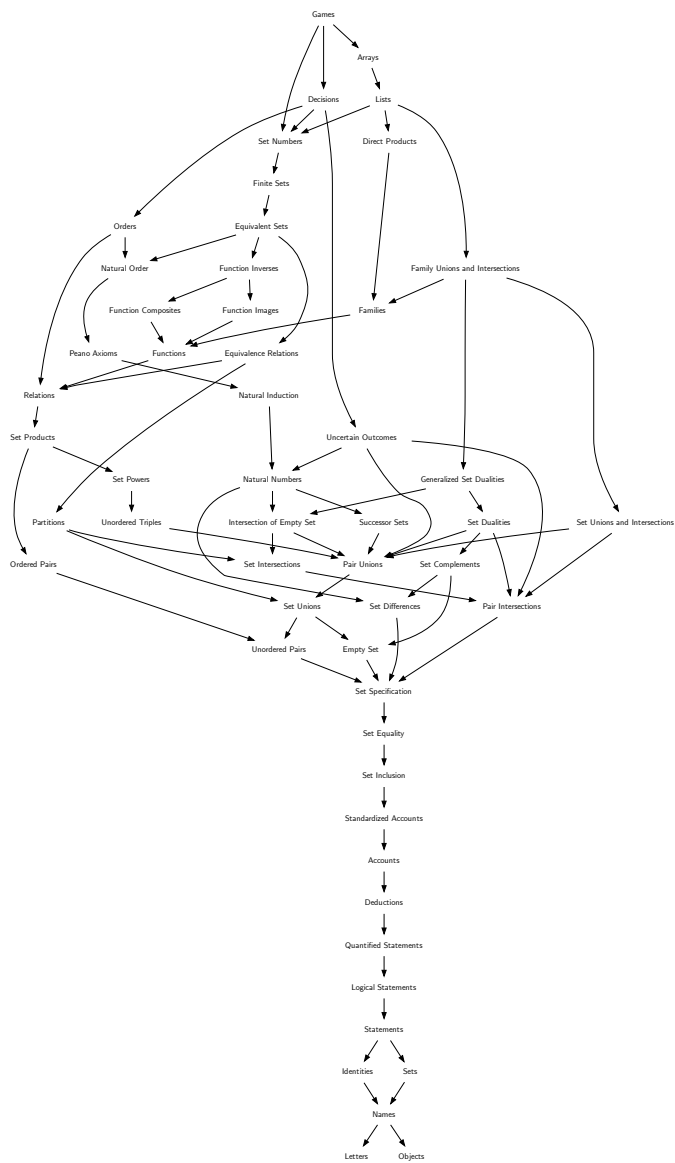 Games
Arrays
Decisions
Lists
Set Numbers
Direct Products
Finite Sets
Orders
Equivalent Sets
Natural Order
Function Inverses
Family Unions and Intersections
Function Composites
Function Images
Families
Peano Axioms
Functions
Equivalence Relations
Relations
Natural Induction
Set Products
Uncertain Outcomes
Set Powers
Natural Numbers
Generalized Set Dualities
Partitions
Unordered Triples
Intersection of Empty Set
Successor Sets
Set Dualities
Set Unions and Intersections
Ordered Pairs
Set Intersections
Pair Unions
Set Complements
Set Unions
Set Differences
Pair Intersections
Unordered Pairs
Empty Set
Set Specification
Set Equality
Set Inclusion
Standardized Accounts
Accounts
Deductions
Quantified Statements
Logical Statements
Statements
Identities
Sets
Names
Letters
Objects